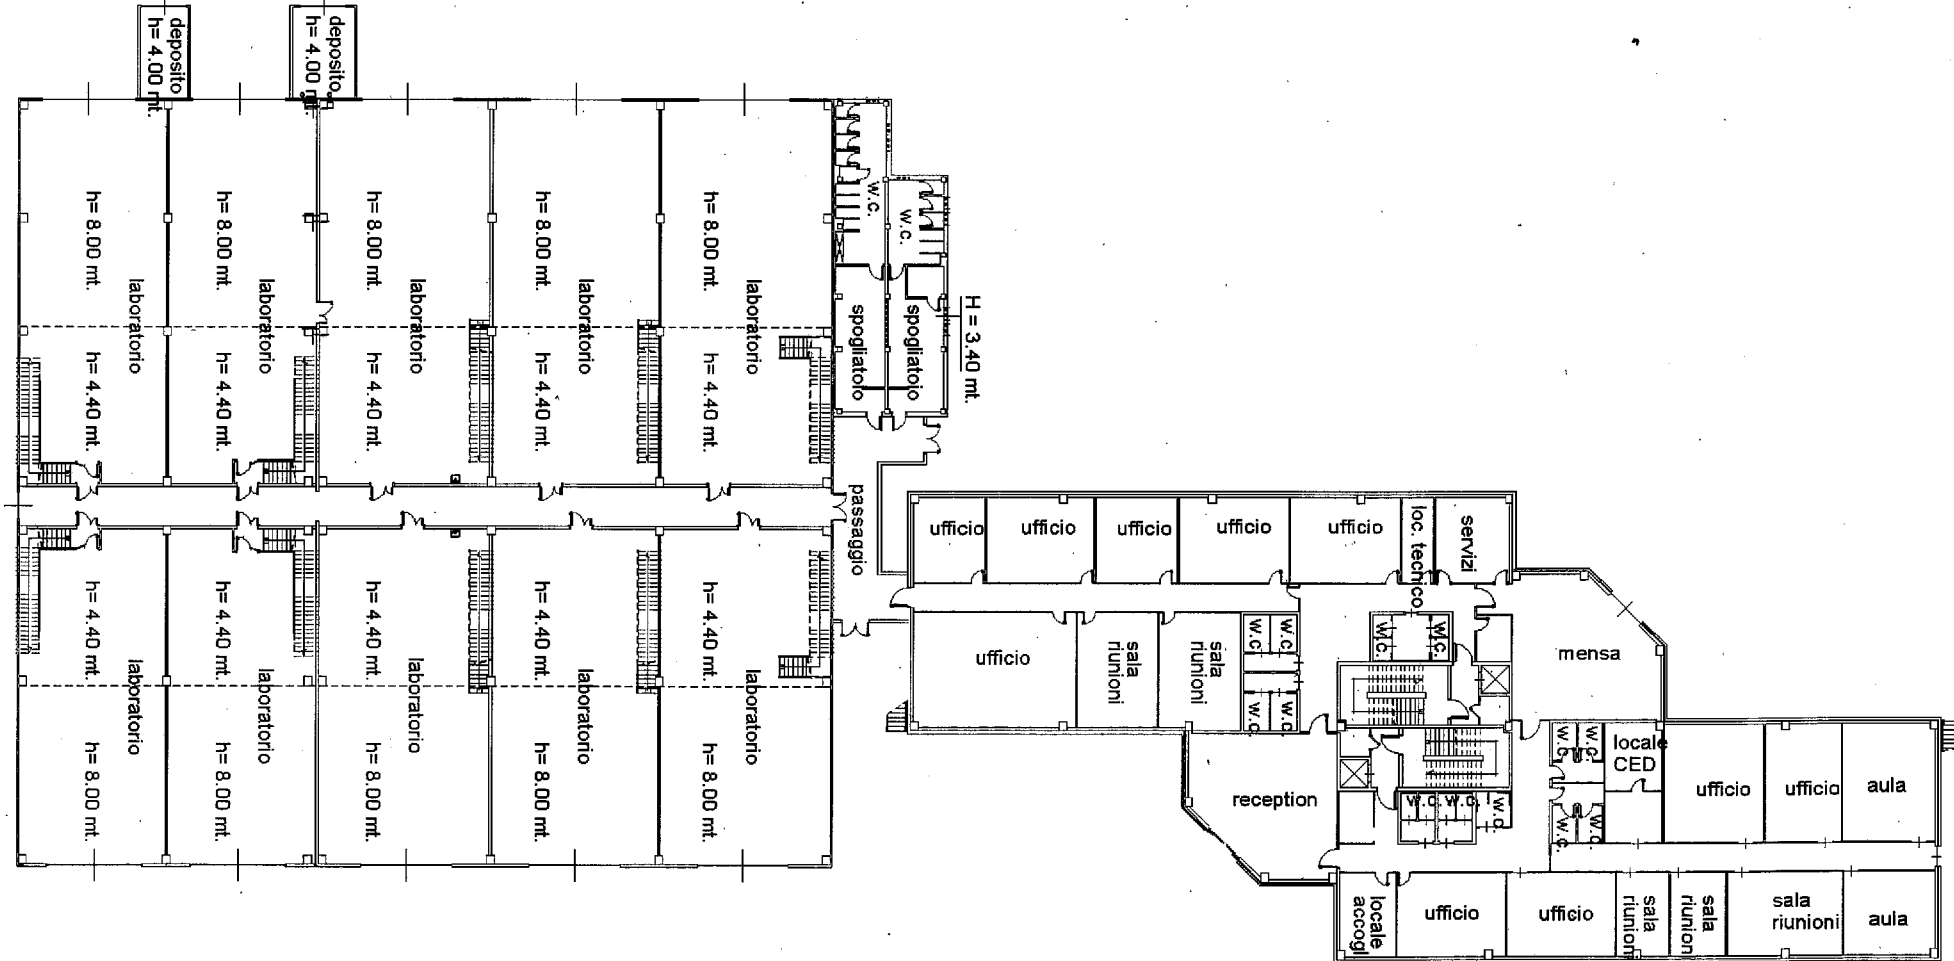 deposito
h= 4.00 mt.
deposito
h= 4.00 m
h= 8.00 mt.
h= 8.00 mt.
h= 8.00 mt.
h= 8.00 mt.
h= 8.00 mt.
laboratorio
laboratorio
laboratorio
laboratorio
laboratorio
h= 4.40 mt.
h= 4.40 mt.
h= 4.40 mt.
h= 4.40 mt.
h= 4.40 mt.
w.c.
w.c.
spogliatoio
spogliatoio
H = 3.40 mt.
passaggio
h= 4.40 mt.
h= 4.40 mt.
h= 4.40 mt.
h= 4.40 mt.
h= 4.40 mt.
laboratorio
laboratorio
laboratorio
laboratorio
laboratorio
h= 8.00 mt.
h= 8.00 mt.
h= 8.00 mt.
h= 8.00 mt.
h= 8.00 mt.
ufficio
ufficio
ufficio
ufficio
ufficio
loc. tecnico
servizi
ufficio
sala
riunioni
sala
riunioni
w.c.
w.c.
w.c.
w.c.
w.c.
w.c.
mensa
reception
w.c.
w.c.
w.c.
w.c.
w.c.
w.c.
w.c.
locale
CED
ufficio
ufficio
aula
locale
accogl
ufficio
ufficio
sala
riunioni
sala
riunioni
sala
riunioni
aula